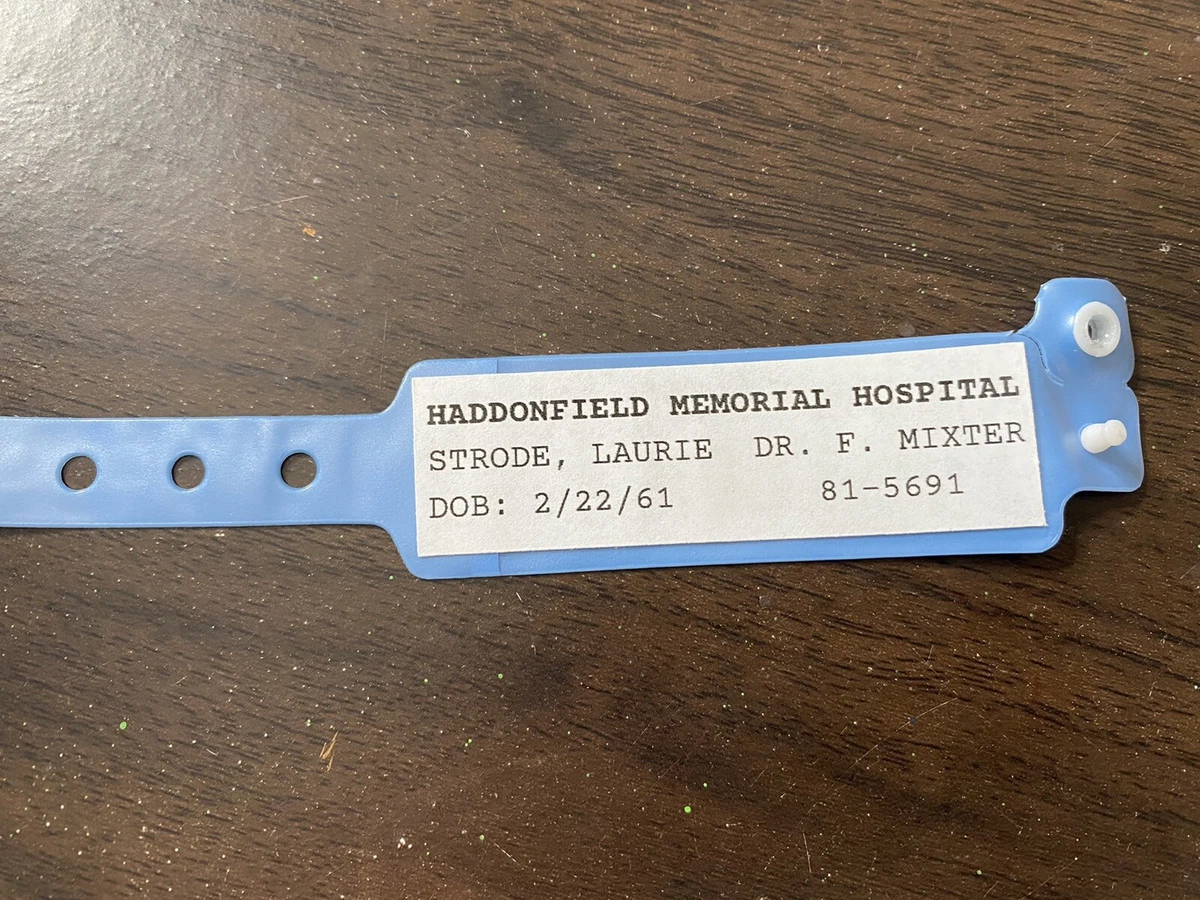 HADDONFIELD MEMORIAL HOSPITAL
STRODE, LAURIE DR. F. MIXTER
DOB: 2/22/61 81-5691